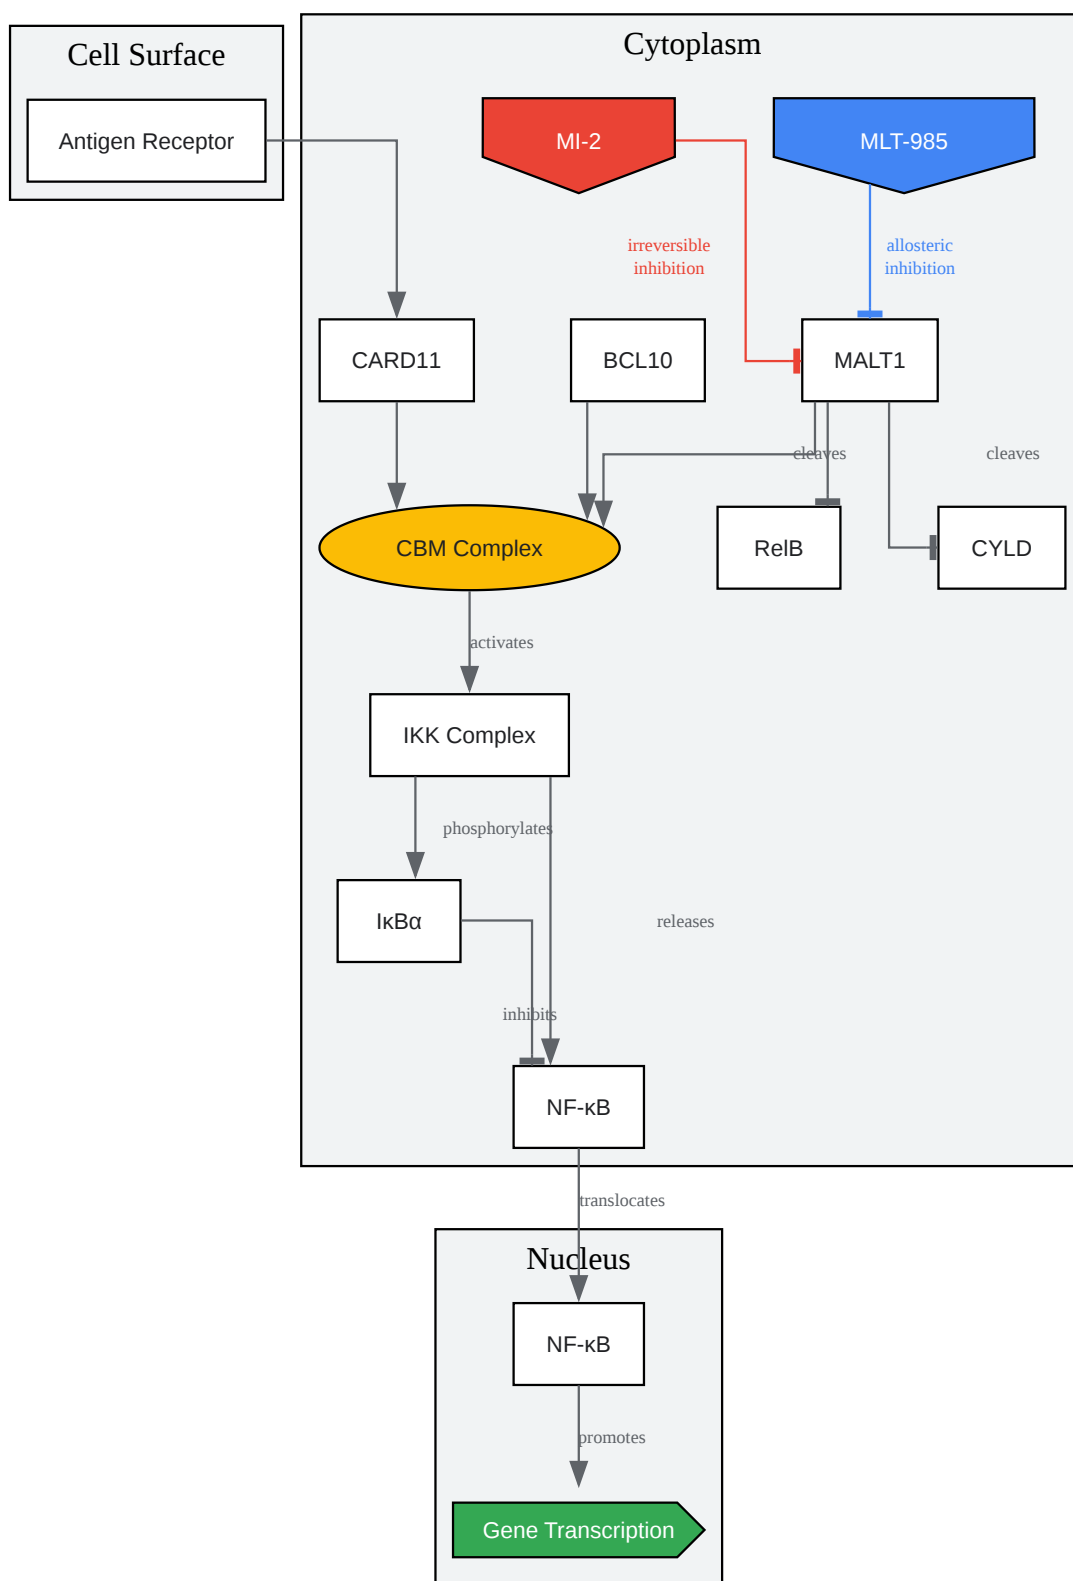 Cell Surface
Cytoplasm
Antigen Receptor
MI-2
MLT-985
irreversible
inhibition
allosteric
inhibition
CARD11
BCL10
MALT1
cleaves
cleaves
CBM Complex
RelB
CYLD
activates
IKK Complex
phosphorylates
IκBα
releases
inhibits
NF-κB
translocates
Nucleus
NF-κB
promotes
Gene Transcription